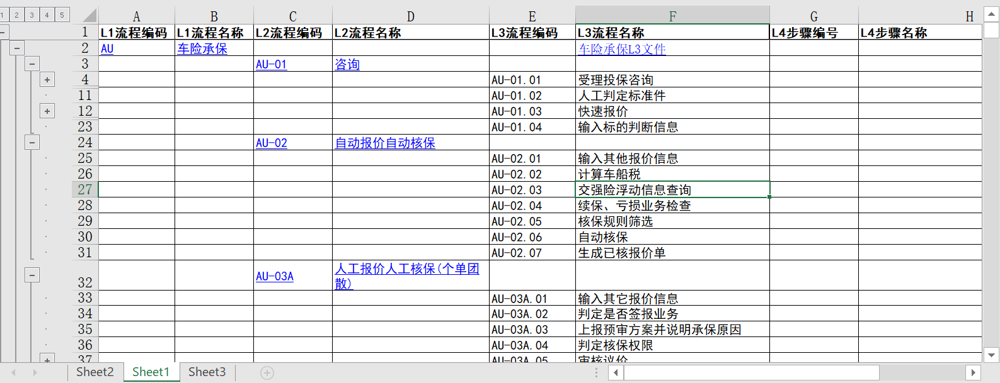 1 2 3 4 5
A B C D E F G H
1 L1流程编码 L1流程名称 L2流程编码 L2流程名称 L3流程编码 L3流程名称 L4步骤编号 L4步骤名称
2 AU 车险承保 车险承保L3文件
3 AU-01 咨询
4 AU-01.01 受理投保咨询
11 AU-01.02 人工判定标准件
12 AU-01.03 快速报价
23 AU-01.04 输入标的判断信息
24 AU-02 自动报价自动核保
25 AU-02.01 输入其他报价信息
26 AU-02.02 计算车船税
27 AU-02.03 交强险浮动信息查询
28 AU-02.04 续保、亏损业务检查
29 AU-02.05 核保规则筛选
30 AU-02.06 自动核保
31 AU-02.07 生成已核报价单
32 AU-03A 人工报价人工核保(个单团
散)
33 AU-03A.01 输入其它报价信息
34 AU-03A.02 判定是否签报业务
35 AU-03A.03 上报预审方案并说明承保原因
36 AU-03A.04 判定核保权限
37 AU-03A.05 审核议价
Sheet2 Sheet1 Sheet3